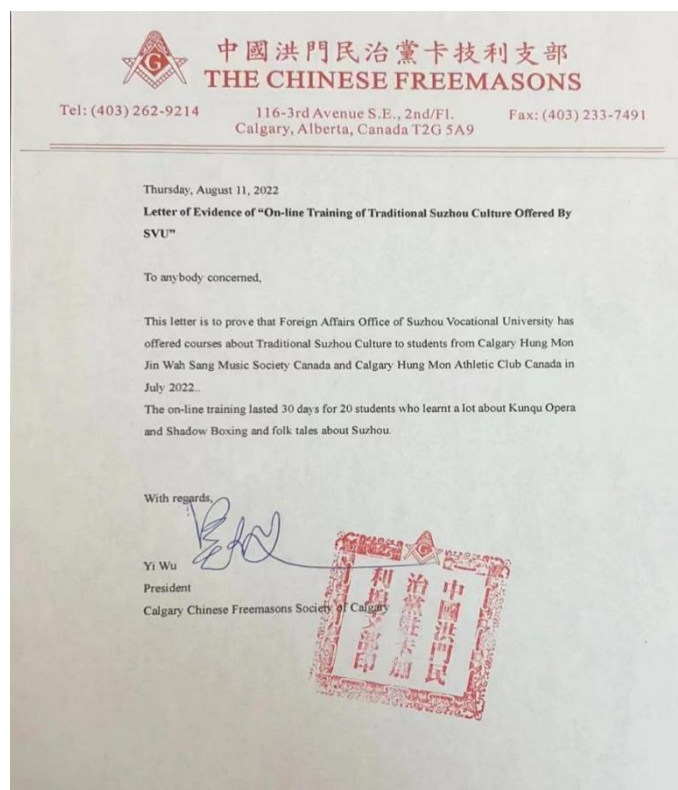 中國洪門民治黨卡技利支部
THE CHINESE FREEMASONS
Tel: (403) 262-9214
116-3rd Avenue S.E., 2nd/Fl.
Fax: (403) 233-7491
Calgary, Alberta, Canada T2G 5A9
Thursday, August 11, 2022
Letter of Evidence of “On-line Training of Traditional Suzhou Culture Offered By
SVU”
To anybody concerned,
This letter is to prove that Foreign Affairs Office of Suzhou Vocational University has
offered courses about Traditional Suzhou Culture to students from Calgary Hung Mon
Jin Wah Sang Music Society Canada and Calgary Hung Mon Athletic Club Canada in
July 2022..
The on-line training lasted 30 days for 20 students who learnt a lot about Kunqu Opera
and Shadow Boxing and folk tales about Suzhou.
With regards,
Yi Wu
President
Calgary Chinese Freemasons Society of Calgary
G
中國洪門民
治黨駐卡加
利埠支部印